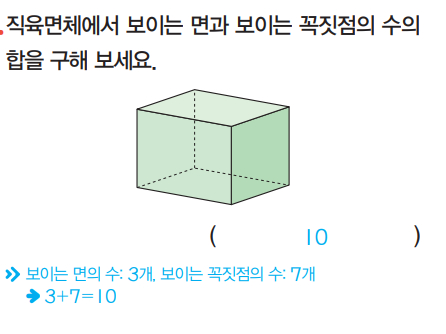 직육면체에서 보이는 면과 보이는 꼭짓점의 수의
합을 구해 보세요.
( 10 )
보이는 면의 수: 3개, 보이는 꼭짓점의 수: 7개
➜ 3+7=10